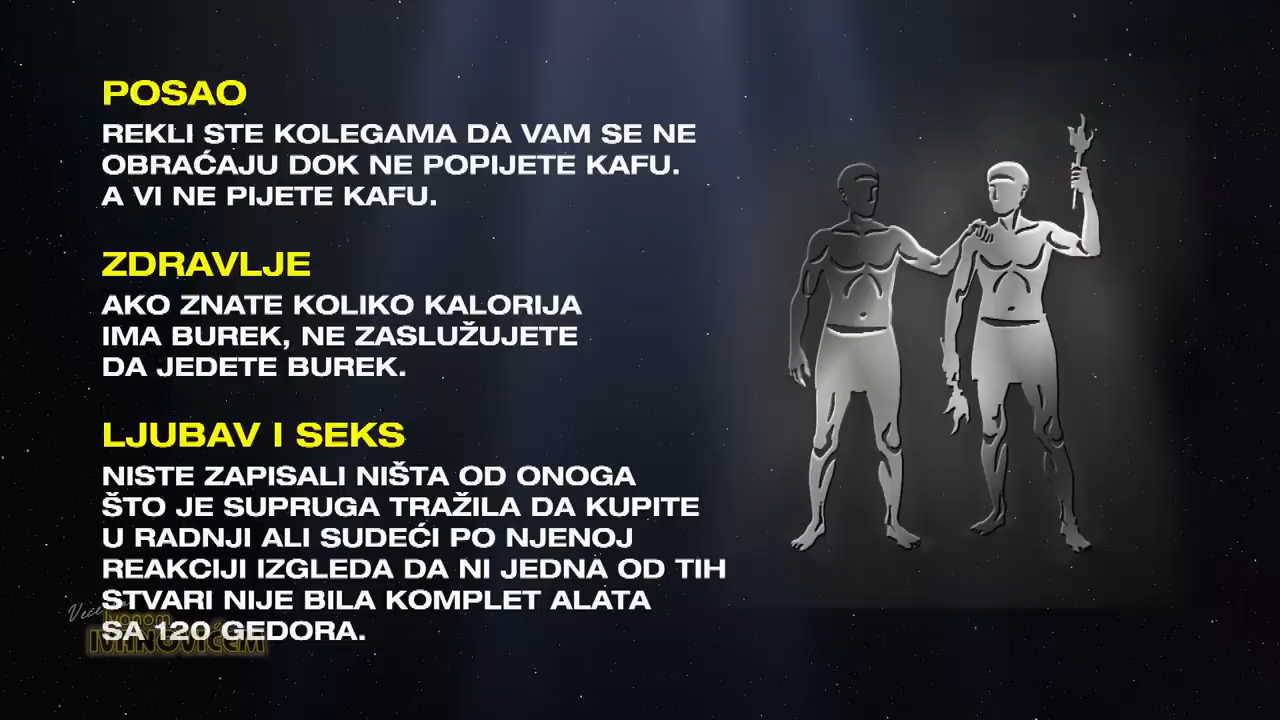 POSAO
REKLI STE KOLEGAMA DA VAM SE NE
OBRAĆAJU DOK NE POPIJETE KAFU.
A VI NE PIJETE KAFU.
ZDRAVLJE
AKO ZNATE KOLIKO KALORIJA
IMA BUREK, NE ZASLUŽUJETE
DA JEDETE BUREK.
LJUBAV I SEKS
NISTE ZAPISALI NIŠTA OD ONOGA
ŠTO JE SUPRUGA TRAŽILA DA KUPITE
U RADNJI ALI SUDEĆI PO NJENOJ
REAKCIJI IZGLEDA DA NI JEDNA OD TIH
STVARI NIJE BILA KOMPLET ALATA
SA 120 GEDORA.
Ivanom
IVANOVIĆEM